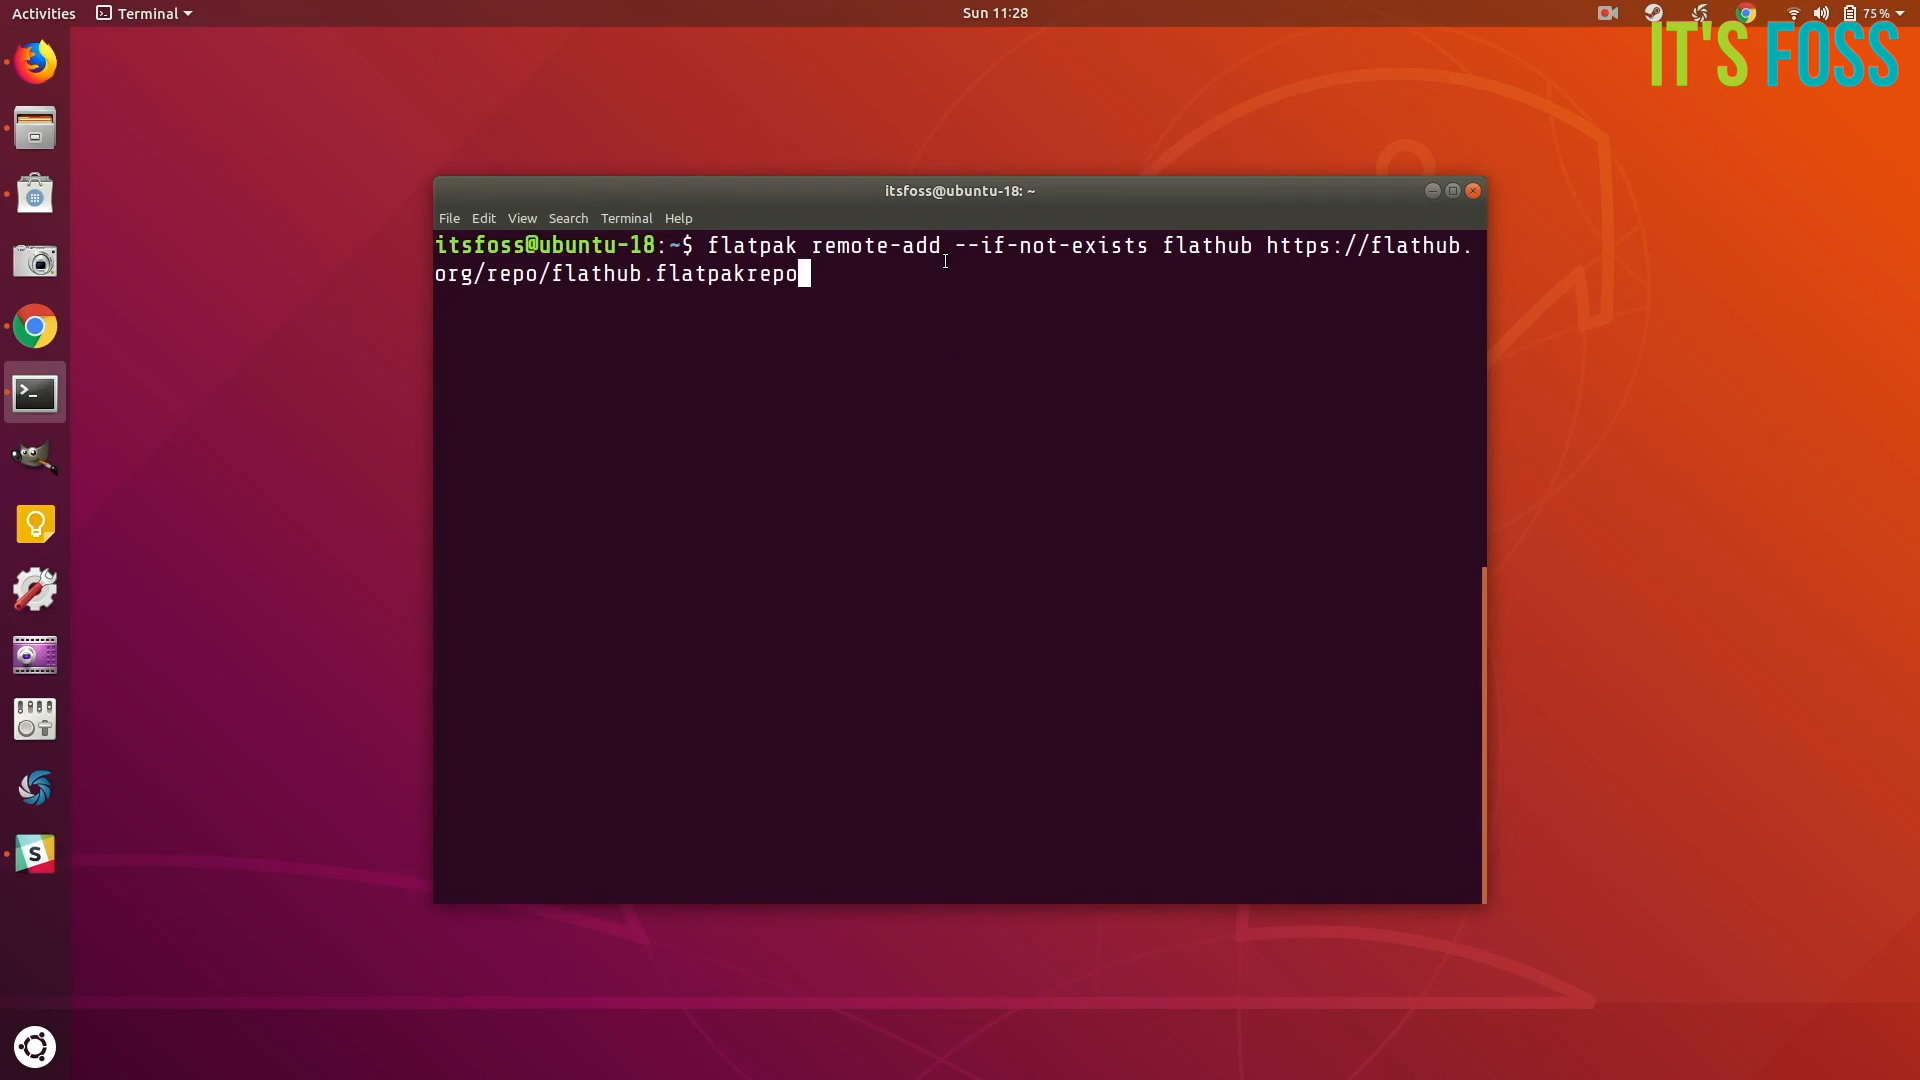 Activities Terminal Sun 11:28 75 %
IT'S FOSS
itsfoss@ubuntu-18: ~
File Edit View Search Terminal Help
itsfoss@ubuntu-18:~$ flatpak remote-add --if-not-exists flathub https://flathub.
org/repo/flathub.flatpakrepo
S